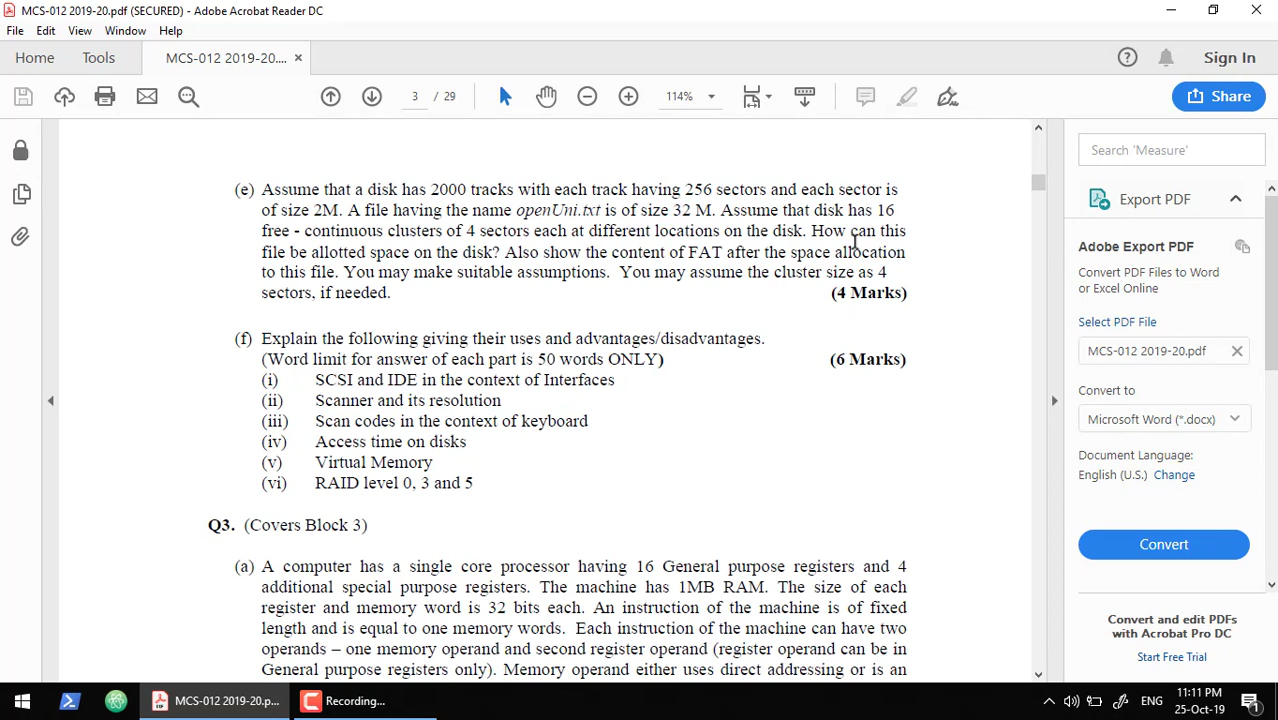 MCS-012 2019-20.pdf (SECURED) - Adobe Acrobat Reader DC
File Edit View Window Help
Home Tools MCS-012 2019-20.... × Sign In
3 / 29 114% Share
(e) Assume that a disk has 2000 tracks with each track having 256 sectors and each sector is
of size 2M. A file having the name openUni.txt is of size 32 M. Assume that disk has 16
free - continuous clusters of 4 sectors each at different locations on the disk. How can this
file be allotted space on the disk? Also show the content of FAT after the space allocation
to this file. You may make suitable assumptions. You may assume the cluster size as 4
sectors, if needed. (4 Marks)
(f) Explain the following giving their uses and advantages/disadvantages.
(Word limit for answer of each part is 50 words ONLY) (6 Marks)
(i) SCSI and IDE in the context of Interfaces
(ii) Scanner and its resolution
(iii) Scan codes in the context of keyboard
(iv) Access time on disks
(v) Virtual Memory
(vi) RAID level 0, 3 and 5
Q3. (Covers Block 3)
(a) A computer has a single core processor having 16 General purpose registers and 4
additional special purpose registers. The machine has 1MB RAM. The size of each
register and memory word is 32 bits each. An instruction of the machine is of fixed
length and is equal to one memory words. Each instruction of the machine can have two
operands – one memory operand and second register operand (register operand can be in
General purpose registers only). Memory operand either uses direct addressing or is an
Search 'Measure'
Export PDF
Adobe Export PDF
Convert PDF Files to Word
or Excel Online
Select PDF File
MCS-012 2019-20.pdf ×
Convert to
Microsoft Word (*.docx)
Document Language:
English (U.S.) Change
Convert
Convert and edit PDFs
with Acrobat Pro DC
Start Free Trial
MCS-012 2019-20.p... Recording... ENG 11:11 PM
25-Oct-19